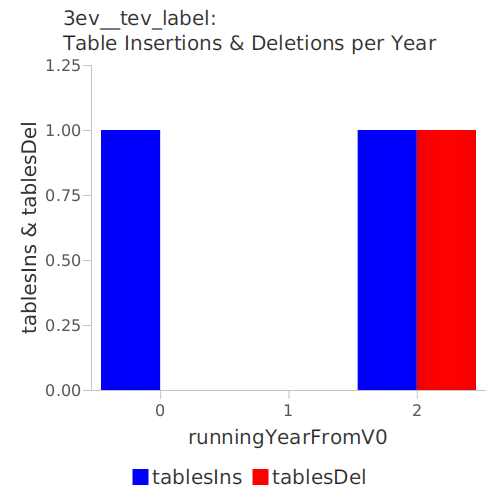 3ev__tev_label:
Table Insertions & Deletions per Year
1.25
1.00
0.75
0.50
0.25
0.00
tablesIns & tablesDel
0 1 2
runningYearFromV0
tablesIns tablesDel